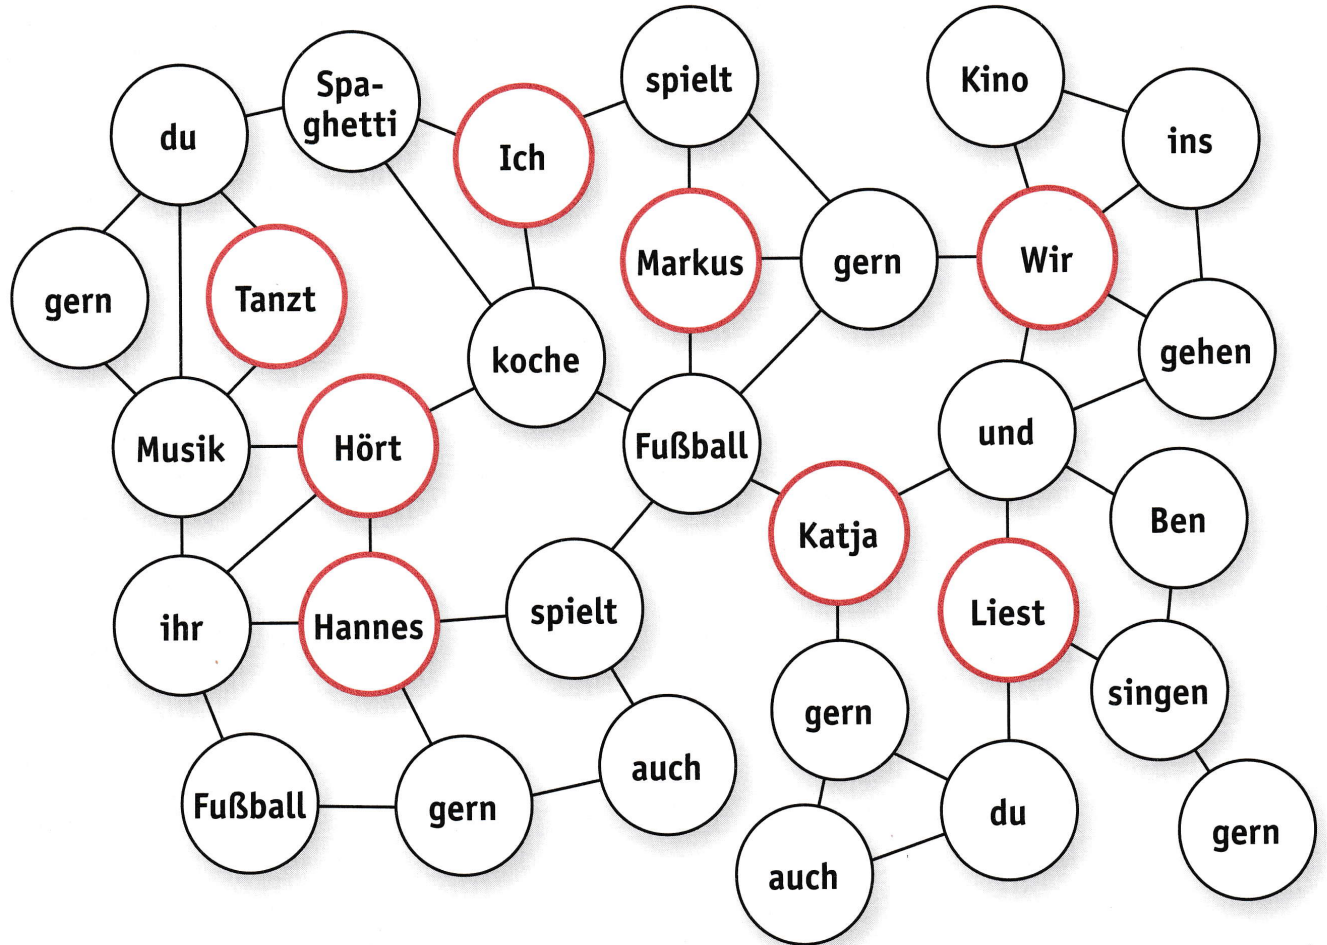 du
Spa-
ghetti
Ich
spielt
Kino
ins
gern
Tanzt
Markus
gern
Wir
koche
gehen
Musik
Hört
Fußball
und
Katja
Ben
ihr
Hannes
spielt
Liest
singen
gern
Fußball
gern
auch
du
gern
auch